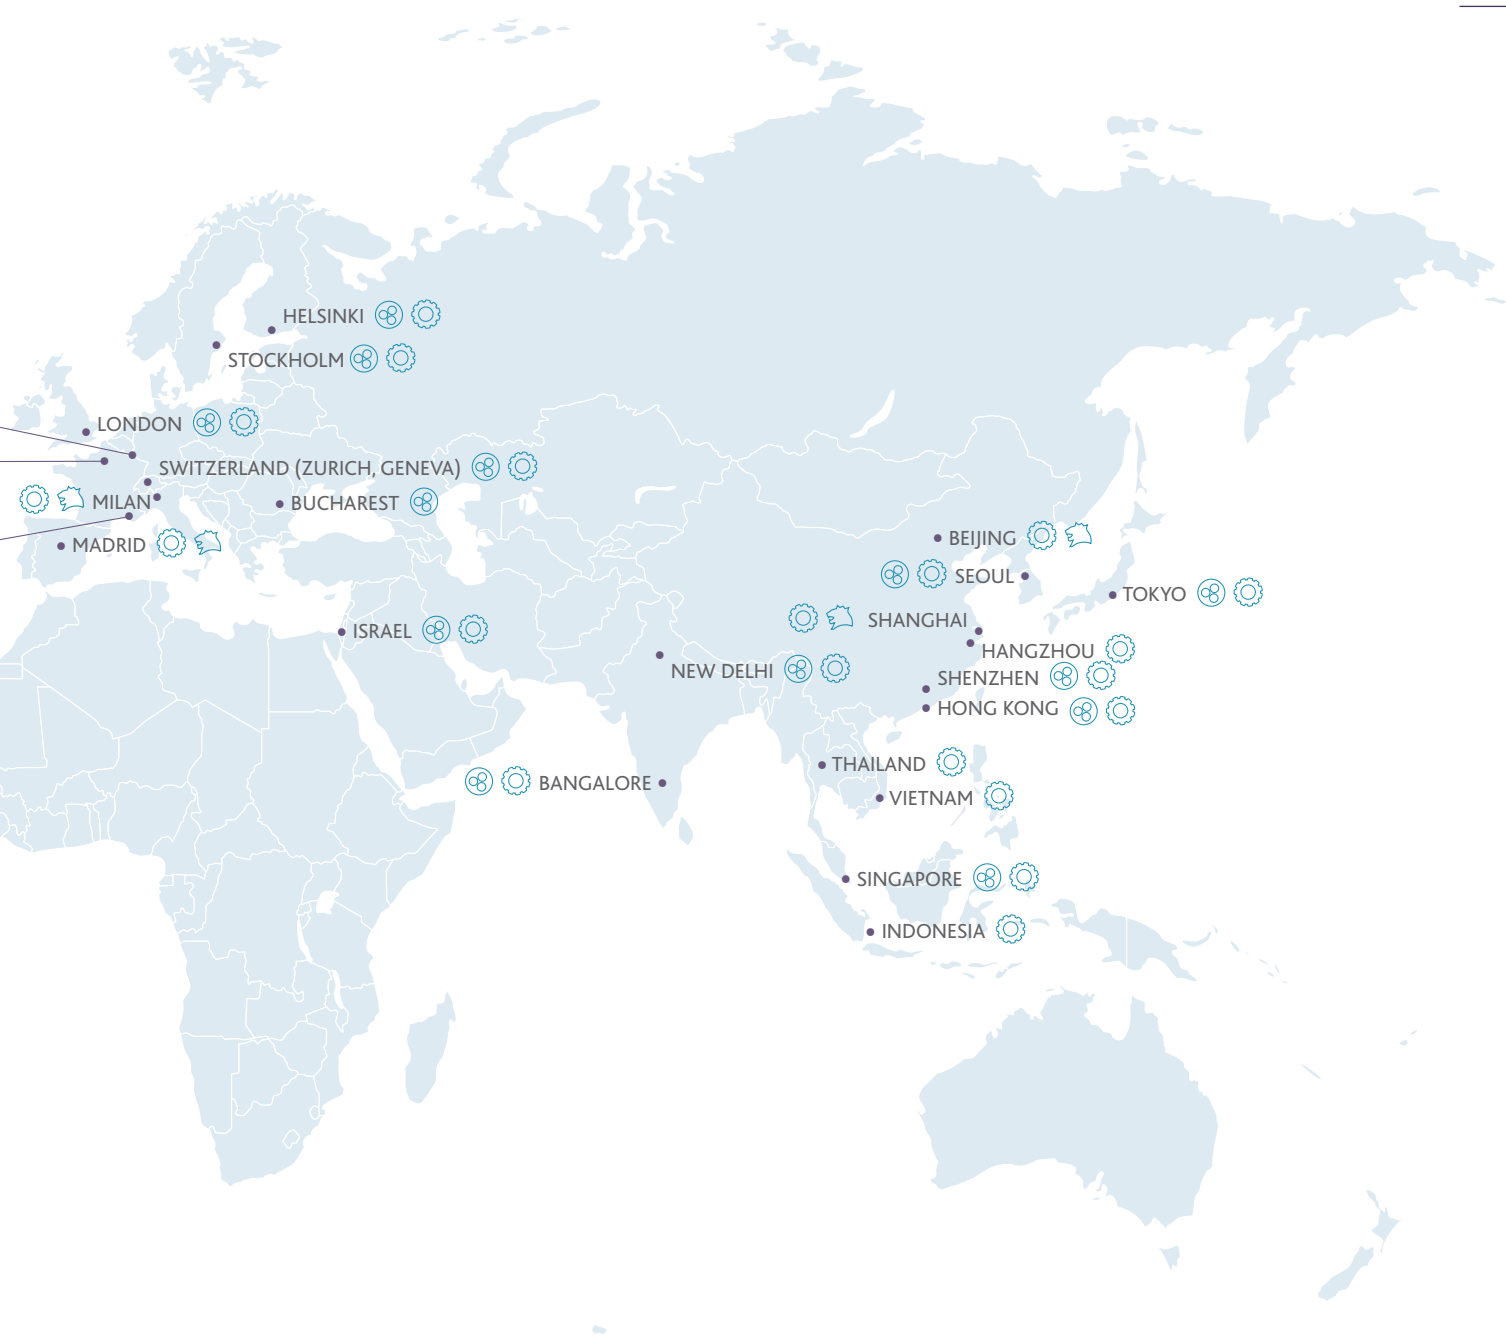 HELSINKI
STOCKHOLM
LONDON
SWITZERLAND (ZURICH, GENEVA)
MILAN
BUCHAREST
MADRID
BEIJING
SEOUL
TOKYO
SHANGHAI
ISRAEL
HANGZHOU
NEW DELHI
SHENZHEN
HONG KONG
THAILAND
BANGALORE
VIETNAM
SINGAPORE
INDONESIA